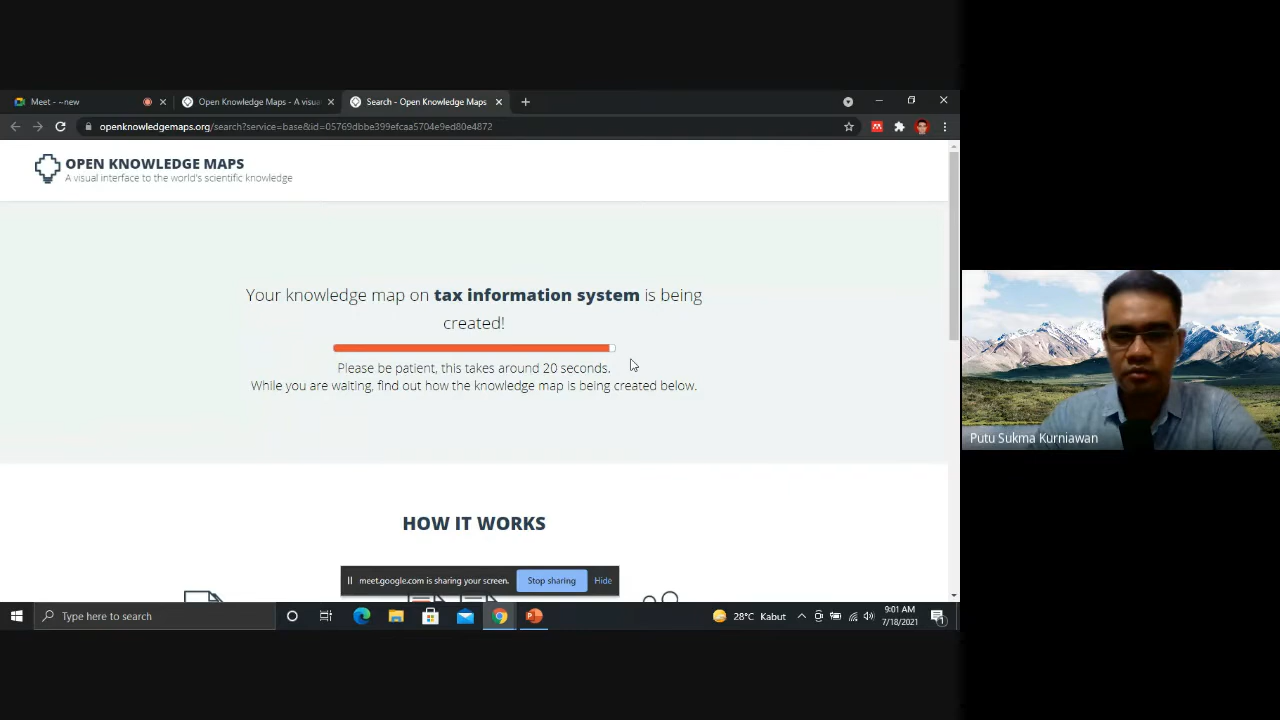 Meet - ~new
Open Knowledge Maps - A visua
Search - Open Knowledge Maps
openknowledgemaps.org/search?service=base&id=05769dbbe399efcaa5704e9ed80e4872
OPEN KNOWLEDGE MAPS
A visual interface to the world's scientific knowledge
Your knowledge map on tax information system is being
created!
Please be patient, this takes around 20 seconds.
While you are waiting, find out how the knowledge map is being created below.
Putu Sukma Kurniawan
HOW IT WORKS
meet.google.com is sharing your screen.
Stop sharing
Hide
Type here to search
28°C Kabut
9:01 AM
7/18/2021
1